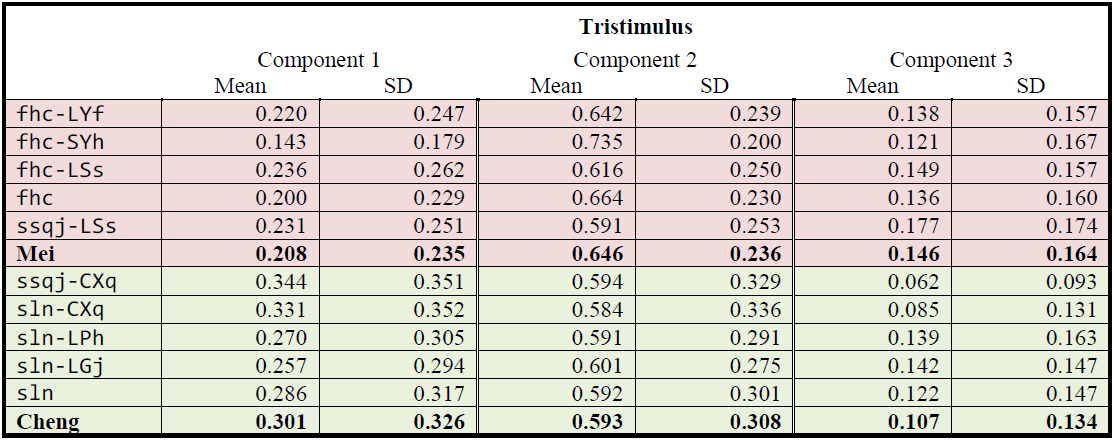 Tristimulus
Component 1 Component 2 Component 3
Mean SD Mean SD Mean SD
fhc-LYf 0.220 0.247 0.642 0.239 0.138 0.157
fhc-SYh 0.143 0.179 0.735 0.200 0.121 0.167
fhc-LSs 0.236 0.262 0.616 0.250 0.149 0.157
fhc 0.200 0.229 0.664 0.230 0.136 0.160
ssqj-LSs 0.231 0.251 0.591 0.253 0.177 0.174
Mei 0.208 0.235 0.646 0.236 0.146 0.164
ssqj-CXq 0.344 0.351 0.594 0.329 0.062 0.093
sln-CXq 0.331 0.352 0.584 0.336 0.085 0.131
sln-LPh 0.270 0.305 0.591 0.291 0.139 0.163
sln-LGj 0.257 0.294 0.601 0.275 0.142 0.147
sln 0.286 0.317 0.592 0.301 0.122 0.147
Cheng 0.301 0.326 0.593 0.308 0.107 0.134